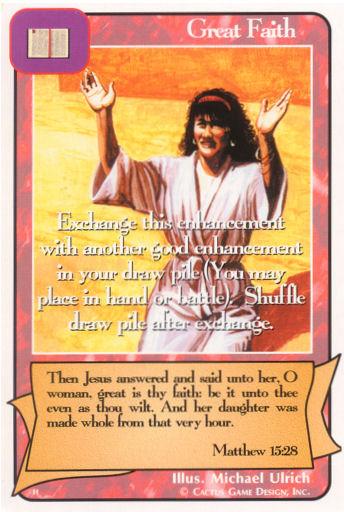 Great Faith
Exchange this enhancement
with another good enhancement
in your draw pile (You may
place in hand or battle). Shuffle
draw pile after exchange.
Then Jesus answered and said unto her, O
woman, great is thy faith: be it unto thee
even as thou wilt. And her daughter was
made whole from that very hour.
Matthew 15:28
Illus. Michael Ulrich
© Cactus Game Design, Inc.